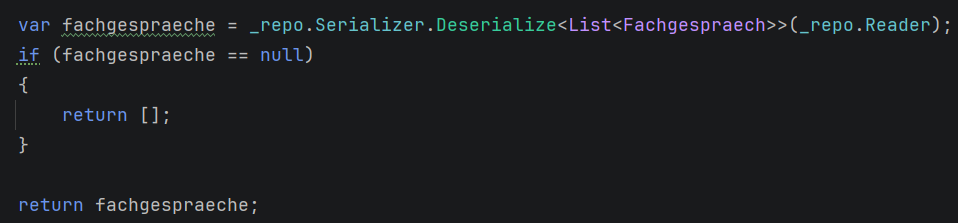 var fachgespraeche = _repo.Serializer.Deserialize<List<Fachgespraech>>(_repo.Reader);
if (fachgespraeche == null)
{
    return [];
}
return fachgespraeche;